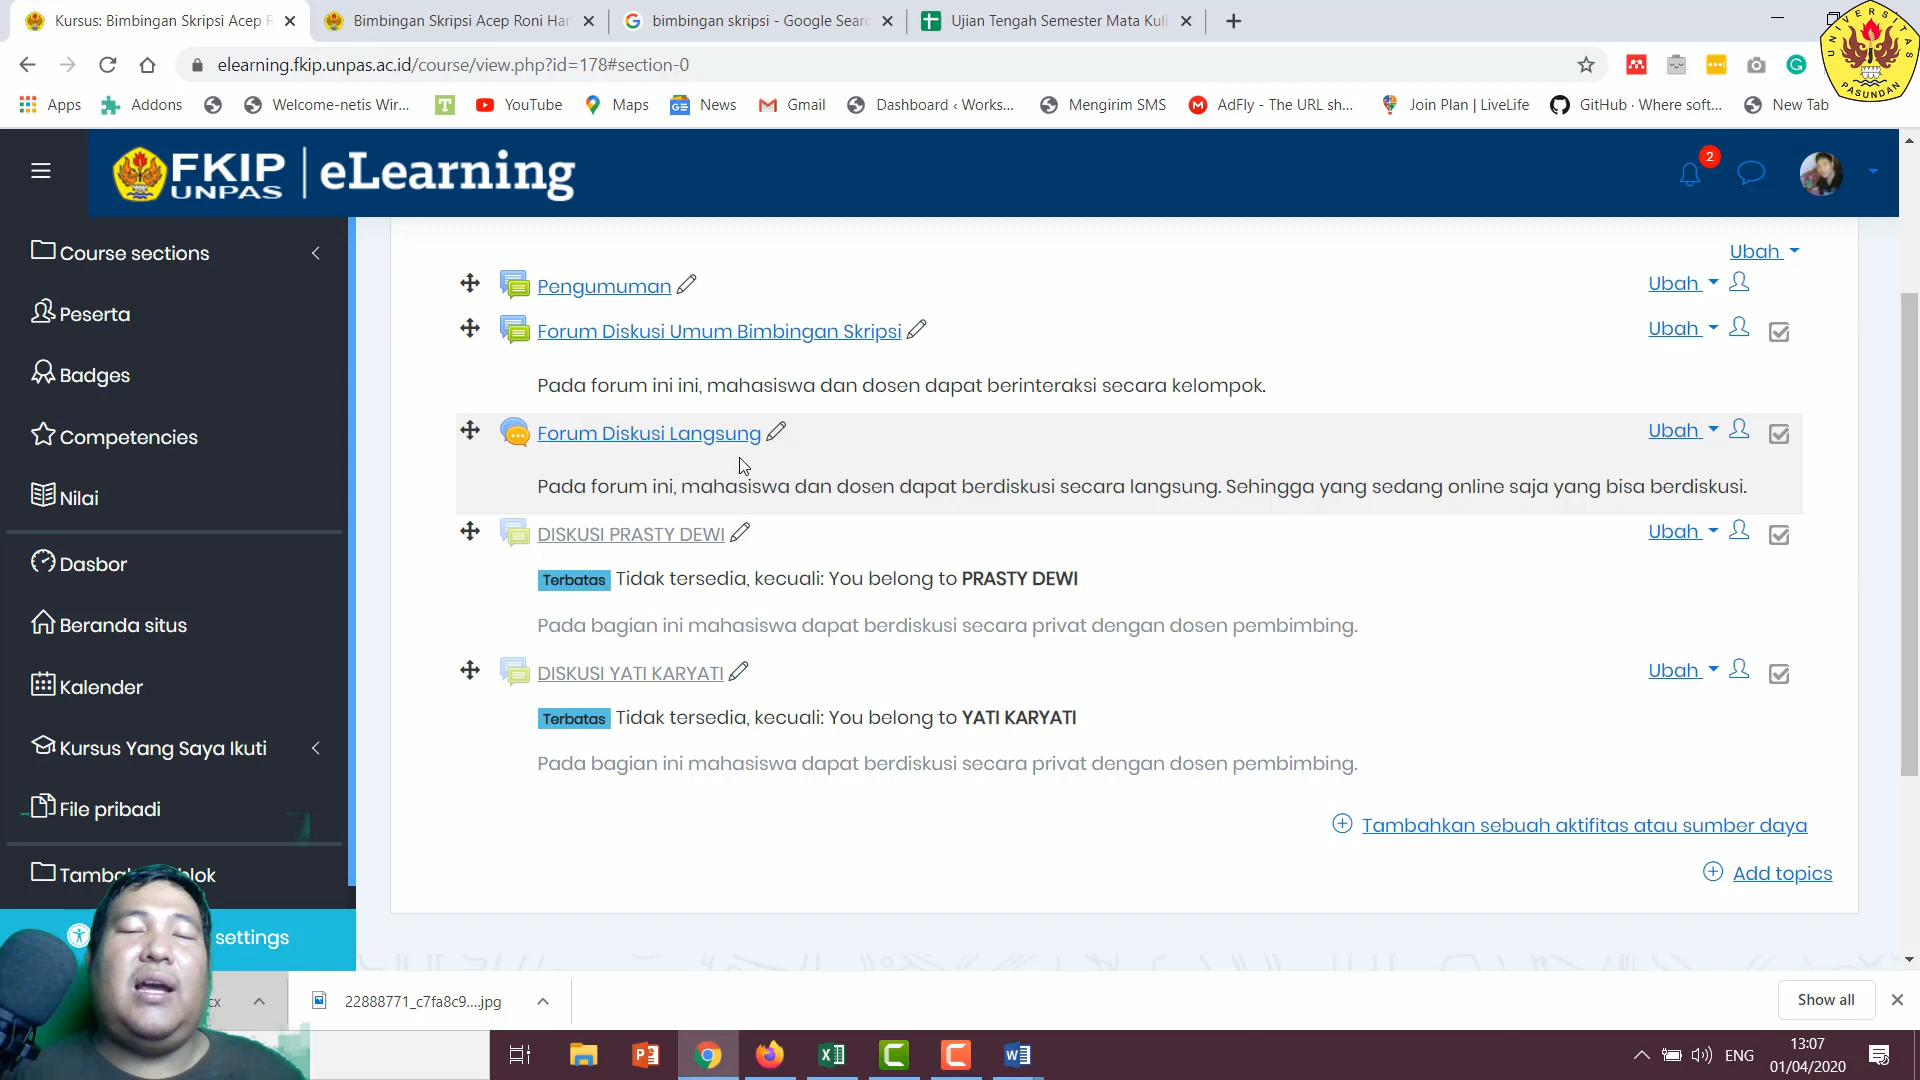 Kursus: Bimbingan Skripsi Acep R
Bimbingan Skripsi Acep Roni Ham
bimbingan skripsi - Google Searc
Ujian Tengah Semester Mata Kuli
elearning.fkip.unpas.ac.id/course/view.php?id=178#section-0
UNIVERSITAS PASUNDAN
Apps
Addons
Welcome-netis Wir...
YouTube
Maps
News
Gmail
Dashboard ‹ Works...
Mengirim SMS
AdFly - The URL sh...
Join Plan | LiveLife
GitHub · Where soft...
New Tab
FKIP UNPAS | eLearning
2
Course sections
Peserta
Badges
Competencies
Nilai
Dasbor
Beranda situs
Kalender
Kursus Yang Saya Ikuti
File pribadi
Tambah blok
settings
Ubah
Pengumuman
Ubah
Forum Diskusi Umum Bimbingan Skripsi
Ubah
Pada forum ini ini, mahasiswa dan dosen dapat berinteraksi secara kelompok.
Forum Diskusi Langsung
Ubah
Pada forum ini, mahasiswa dan dosen dapat berdiskusi secara langsung. Sehingga yang sedang online saja yang bisa berdiskusi.
DISKUSI PRASTY DEWI
Ubah
Terbatas Tidak tersedia, kecuali: You belong to PRASTY DEWI
Pada bagian ini mahasiswa dapat berdiskusi secara privat dengan dosen pembimbing.
DISKUSI YATI KARYATI
Ubah
Terbatas Tidak tersedia, kecuali: You belong to YATI KARYATI
Pada bagian ini mahasiswa dapat berdiskusi secara privat dengan dosen pembimbing.
Tambahkan sebuah aktifitas atau sumber daya
Add topics
cx
22888771_c7fa8c9....jpg
Show all
ENG
13:07
01/04/2020